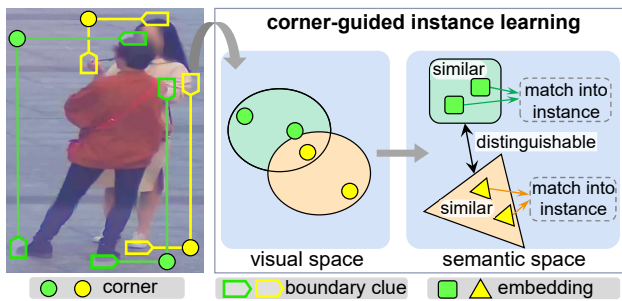 corner-guided instance learning
similar
match into
instance
distinguishable
similar
match into
instance
visual space
semantic space
corner
boundary clue
embedding